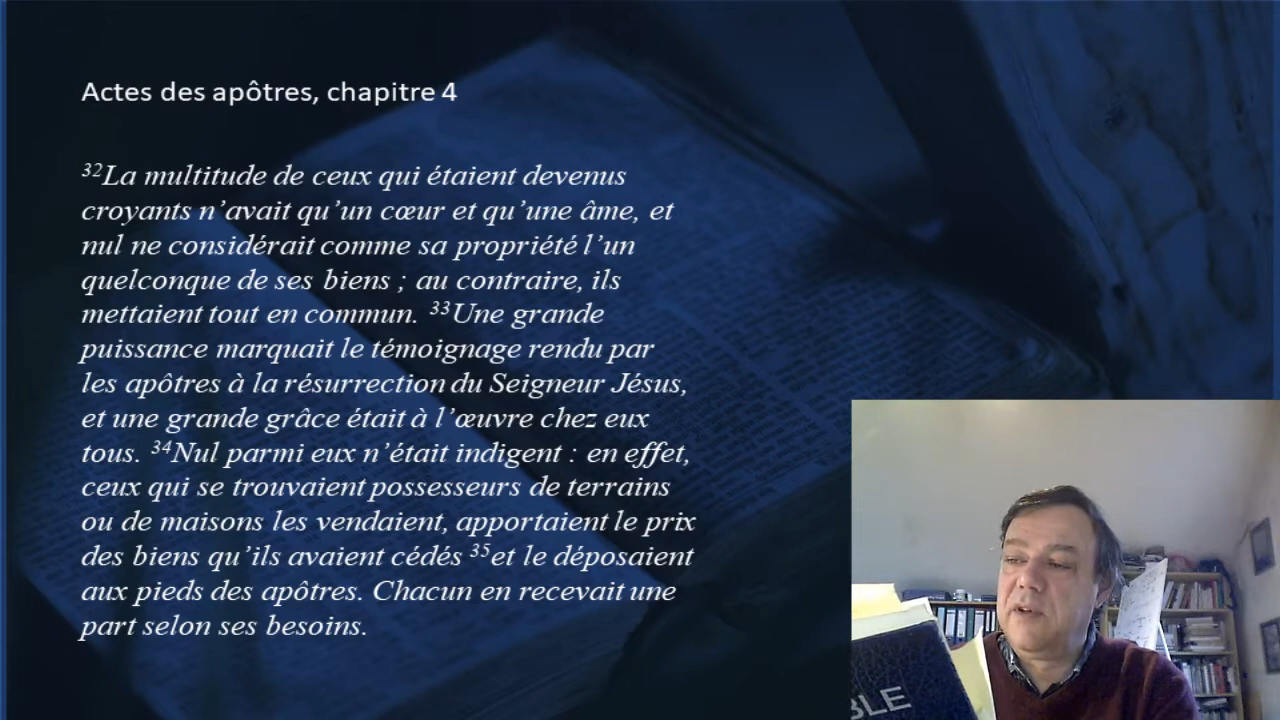 Actes des apôtres, chapitre 4
³²La multitude de ceux qui étaient devenus
croyants n’avait qu’un cœur et qu’une âme, et
nul ne considérait comme sa propriété l’un
quelconque de ses biens ; au contraire, ils
mettaient tout en commun. ³³Une grande
puissance marquait le témoignage rendu par
les apôtres à la résurrection du Seigneur Jésus,
et une grande grâce était à l’œuvre chez eux
tous. ³⁴Nul parmi eux n’était indigent : en effet,
ceux qui se trouvaient possesseurs de terrains
ou de maisons les vendaient, apportaient le prix
des biens qu’ils avaient cédés ³⁵et le déposaient
aux pieds des apôtres. Chacun en recevait une
part selon ses besoins.
BLE